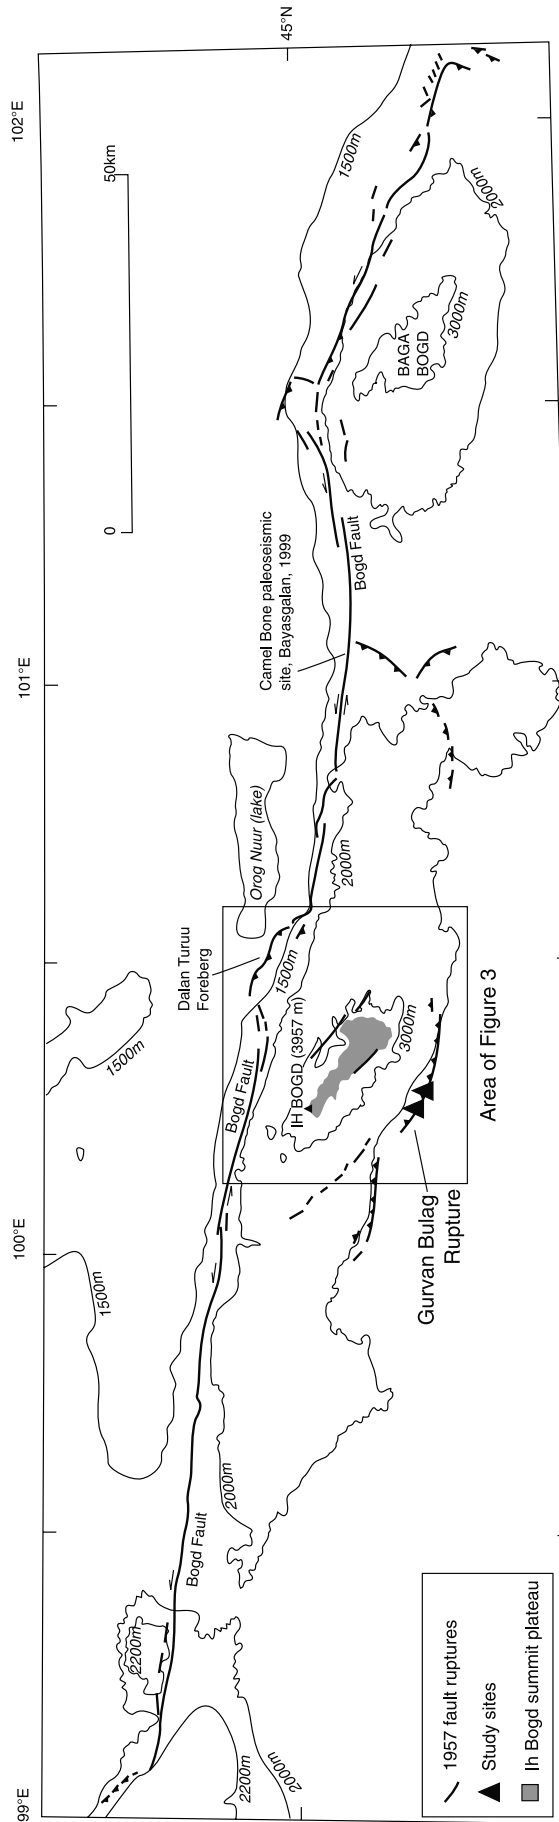 99°E
100°E
101°E
102°E
45°N
0
50km
2200m
2200m
2000m
Bogd Fault
2000m
1500m
1500m
Bogd Fault
Dalan Turuu
Foreberg
1500m
IH BOGD (3957 m)
3000m
Orog Nuur (lake)
2000m
Camel Bone paleoseismic
site, Bayasgalan, 1999
Bogd Fault
BAGA
BOGD
3000m
2000m
1500m
Gurvan Bulag
Rupture
Area of Figure 3
1957 fault ruptures
Study sites
Ih Bogd summit plateau